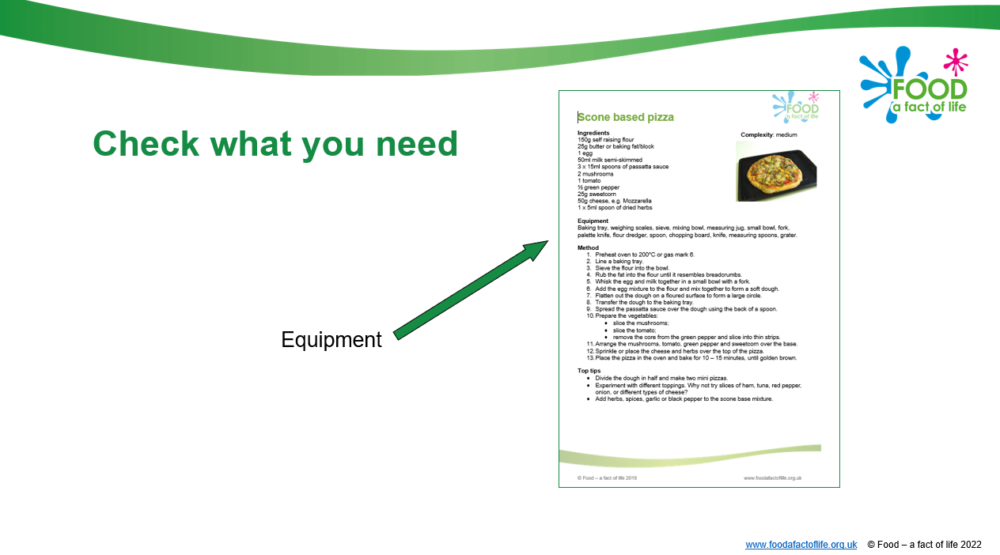 FOOD
a fact of life
Check what you need
Equipment
FOOD
a fact of life
Scone based pizza
Ingredients
150g self raising flour
25g butter or baking fat/block
1 egg
50ml milk semi-skimmed
3 x 15ml spoons of passatta sauce
2 mushrooms
1 tomato
½ green pepper
25g sweetcorn
50g cheese, e.g. Mozzarella
1 x 5ml spoon of dried herbs
Complexity: medium
Equipment
Baking tray, weighing scales, sieve, mixing bowl, measuring jug, small bowl, fork,
palette knife, flour dredger, spoon, chopping board, knife, measuring spoons, grater.
Method
1. Preheat oven to 200°C or gas mark 6.
2. Line a baking tray.
3. Sieve the flour into the bowl.
4. Rub the fat into the flour until it resembles breadcrumbs.
5. Whisk the egg and milk together in a small bowl with a fork.
6. Add the egg mixture to the flour and mix together to form a soft dough.
7. Flatten out the dough on a floured surface to form a large circle.
8. Transfer the dough to the baking tray.
9. Spread the passatta sauce over the dough using the back of a spoon.
10. Prepare the vegetables:
• slice the mushrooms;
• slice the tomato;
• remove the core from the green pepper and slice into thin strips.
11. Arrange the mushrooms, tomato, green pepper and sweetcorn over the base.
12. Sprinkle or place the cheese and herbs over the top of the pizza.
13. Place the pizza in the oven and bake for 10 – 15 minutes, until golden brown.
Top tips
• Divide the dough in half and make two mini pizzas.
• Experiment with different toppings. Why not try slices of ham, tuna, red pepper,
onion, or different types of cheese?
• Add herbs, spices, garlic or black pepper to the scone base mixture.
© Food – a fact of life 2019
www.foodafactoflife.org.uk
www.foodafactoflife.org.uk © Food – a fact of life 2022